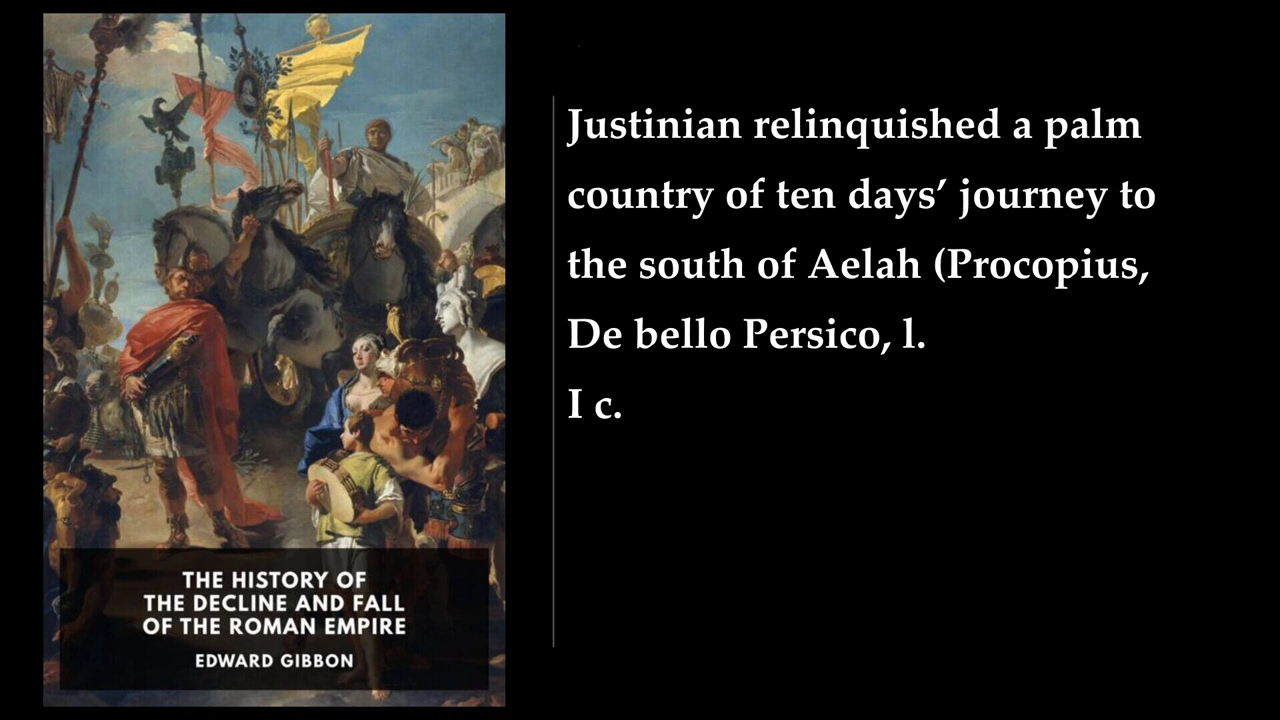 THE HISTORY OF
THE DECLINE AND FALL
OF THE ROMAN EMPIRE
EDWARD GIBBON
Justinian relinquished a palm
country of ten days’ journey to
the south of Aelah (Procopius,
De bello Persico, l.
I c.